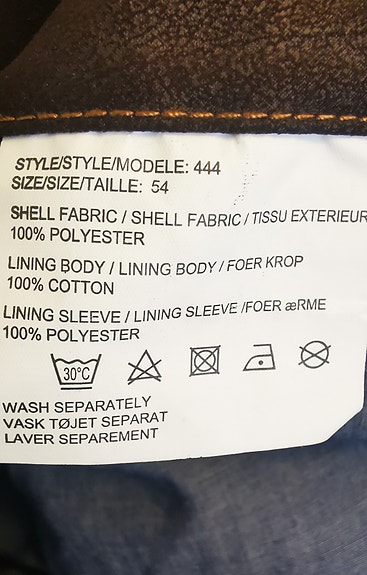 STYLE/STYLE/MODELE: 444
SIZE/SIZE/TAILLE: 54
SHELL FABRIC / SHELL FABRIC / TISSU EXTERIEUR
100% POLYESTER
LINING BODY / LINING BODY / FOER KROP
100% COTTON
LINING SLEEVE / LINING SLEEVE /FOER æRME
100% POLYESTER
30°C
WASH SEPARATELY
VASK TØJET SEPARAT
LAVER SEPAREMENT